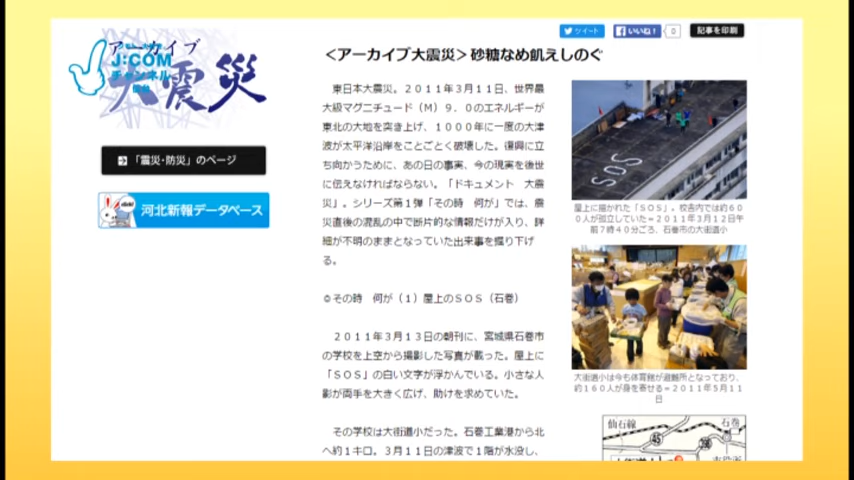 ツイート
いいね!
0
記事を印刷
アーカイブ
大震災
J:COM
チャンネル
「震災・防災」のページ
河北新報データベース
<アーカイブ大震災>砂糖なめ飢えしのぐ
東日本大震災。2011年3月11日、世界最
大級マグニチュード(M)9.0のエネルギーが
東北の大地を突き上げ、1000年に一度の大津
波が太平洋沿岸をことごとく破壊した。復興に立
ち向かうために、あの日の事実、今の現実を後世
に伝えなければならない。「ドキュメント 大震
災」。シリーズ第1弾「その時 何が」では、震
災直後の混乱の中で断片的な情報だけが入り、詳
細が不明のままとなっていた出来事を掘り下げ
る。
◎その時 何が(1)屋上のSOS(石巻)
2011年3月13日の朝刊に、宮城県石巻市
の学校を上空から撮影した写真が載った。屋上に
「SOS」の白い文字が浮かんでいる。小さな人
影が両手を大きく広げ、助けを求めていた。
その学校は大街道小だった。石巻工業港から北
へ約1キロ。3月11日の津波で1階が水没し、
SOS
屋上に描かれた「SOS」。校舎内では約60
0人が孤立していた=2011年3月12日午
前7時40分ごろ、石巻市の大街道小
大街道小は今も体育館が避難所となっており、
約160人が身を寄せる=2011年5月11
日
仙石線
石巻
45
398